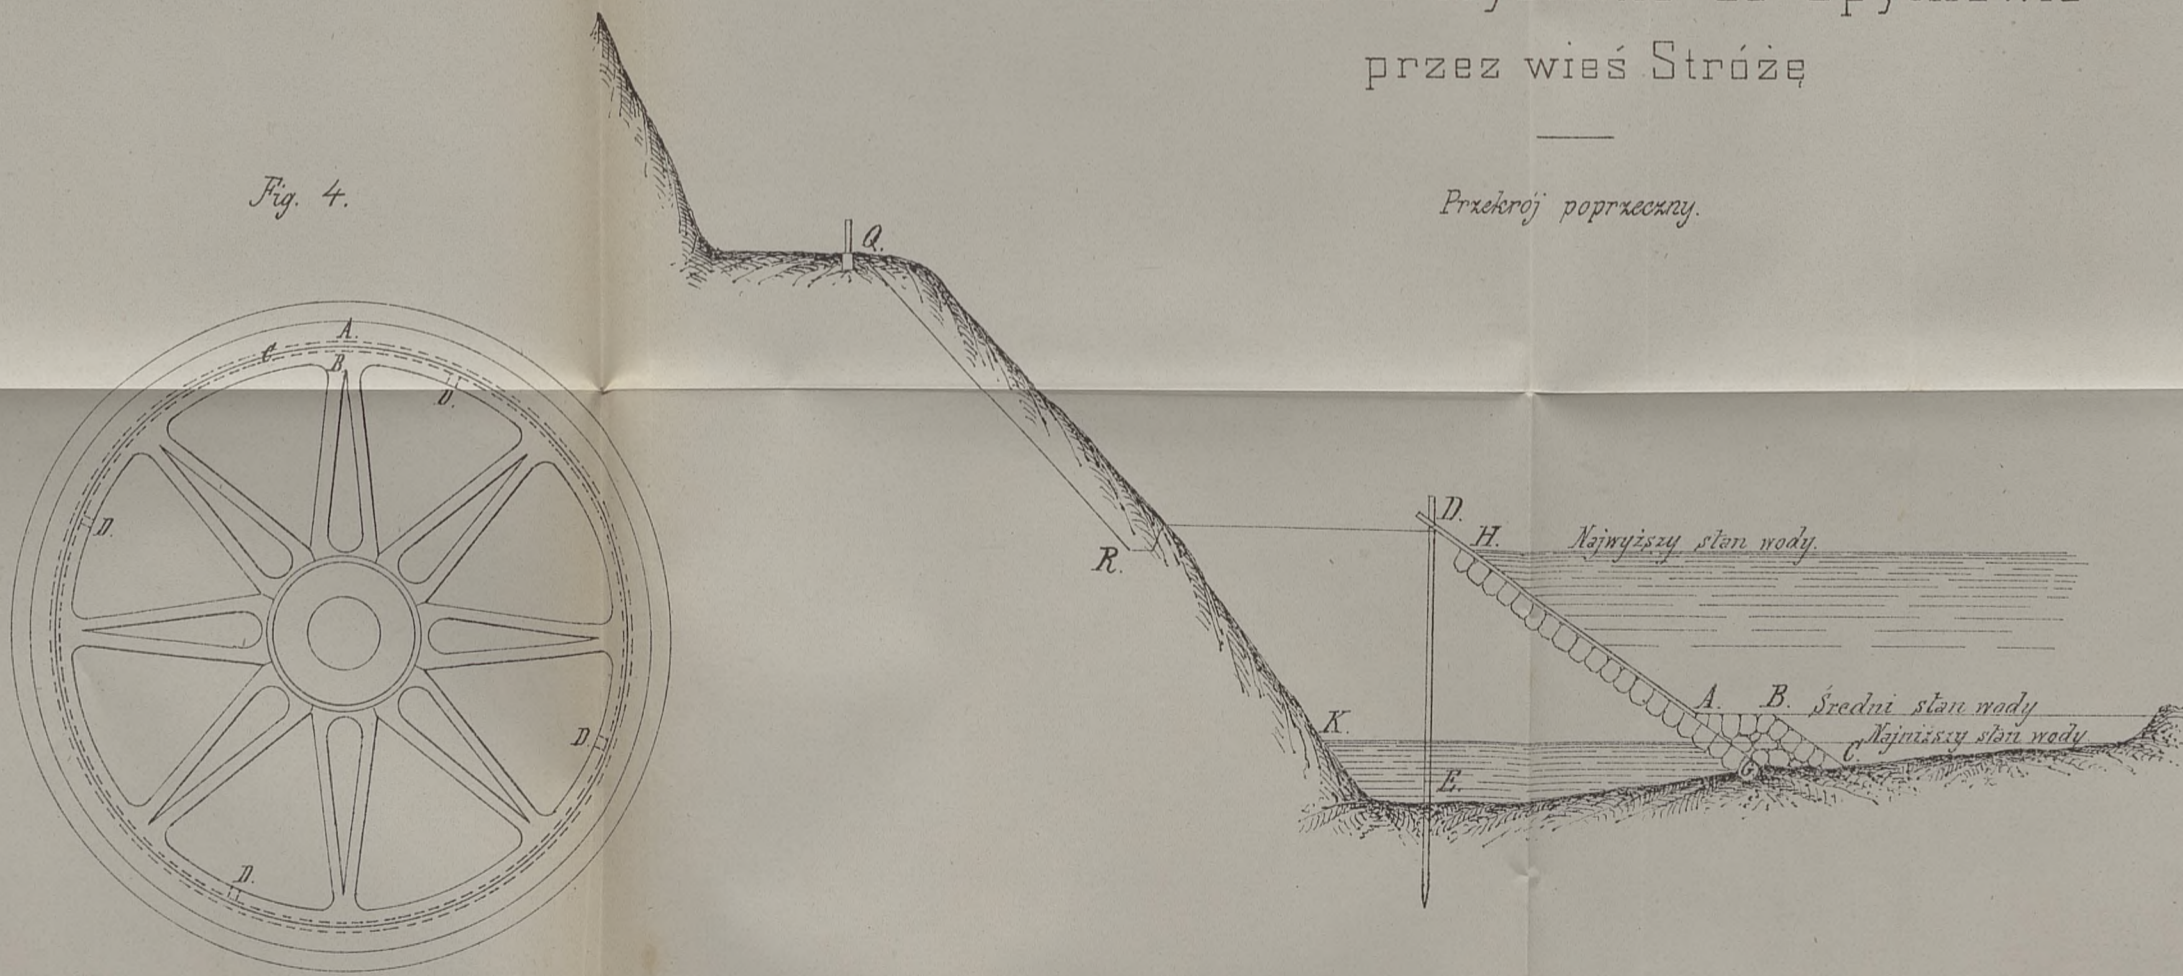 przez wieś Stróżę
Fig. 4.
Przekrój poprzeczny.
Q.
A.
C
B.
D.
D.
D.
D.
R.
D.
H.
Najwyższy stan wody.
A.
B.
Średni stan wody
K.
Najniższy stan wody.
C
G
E.